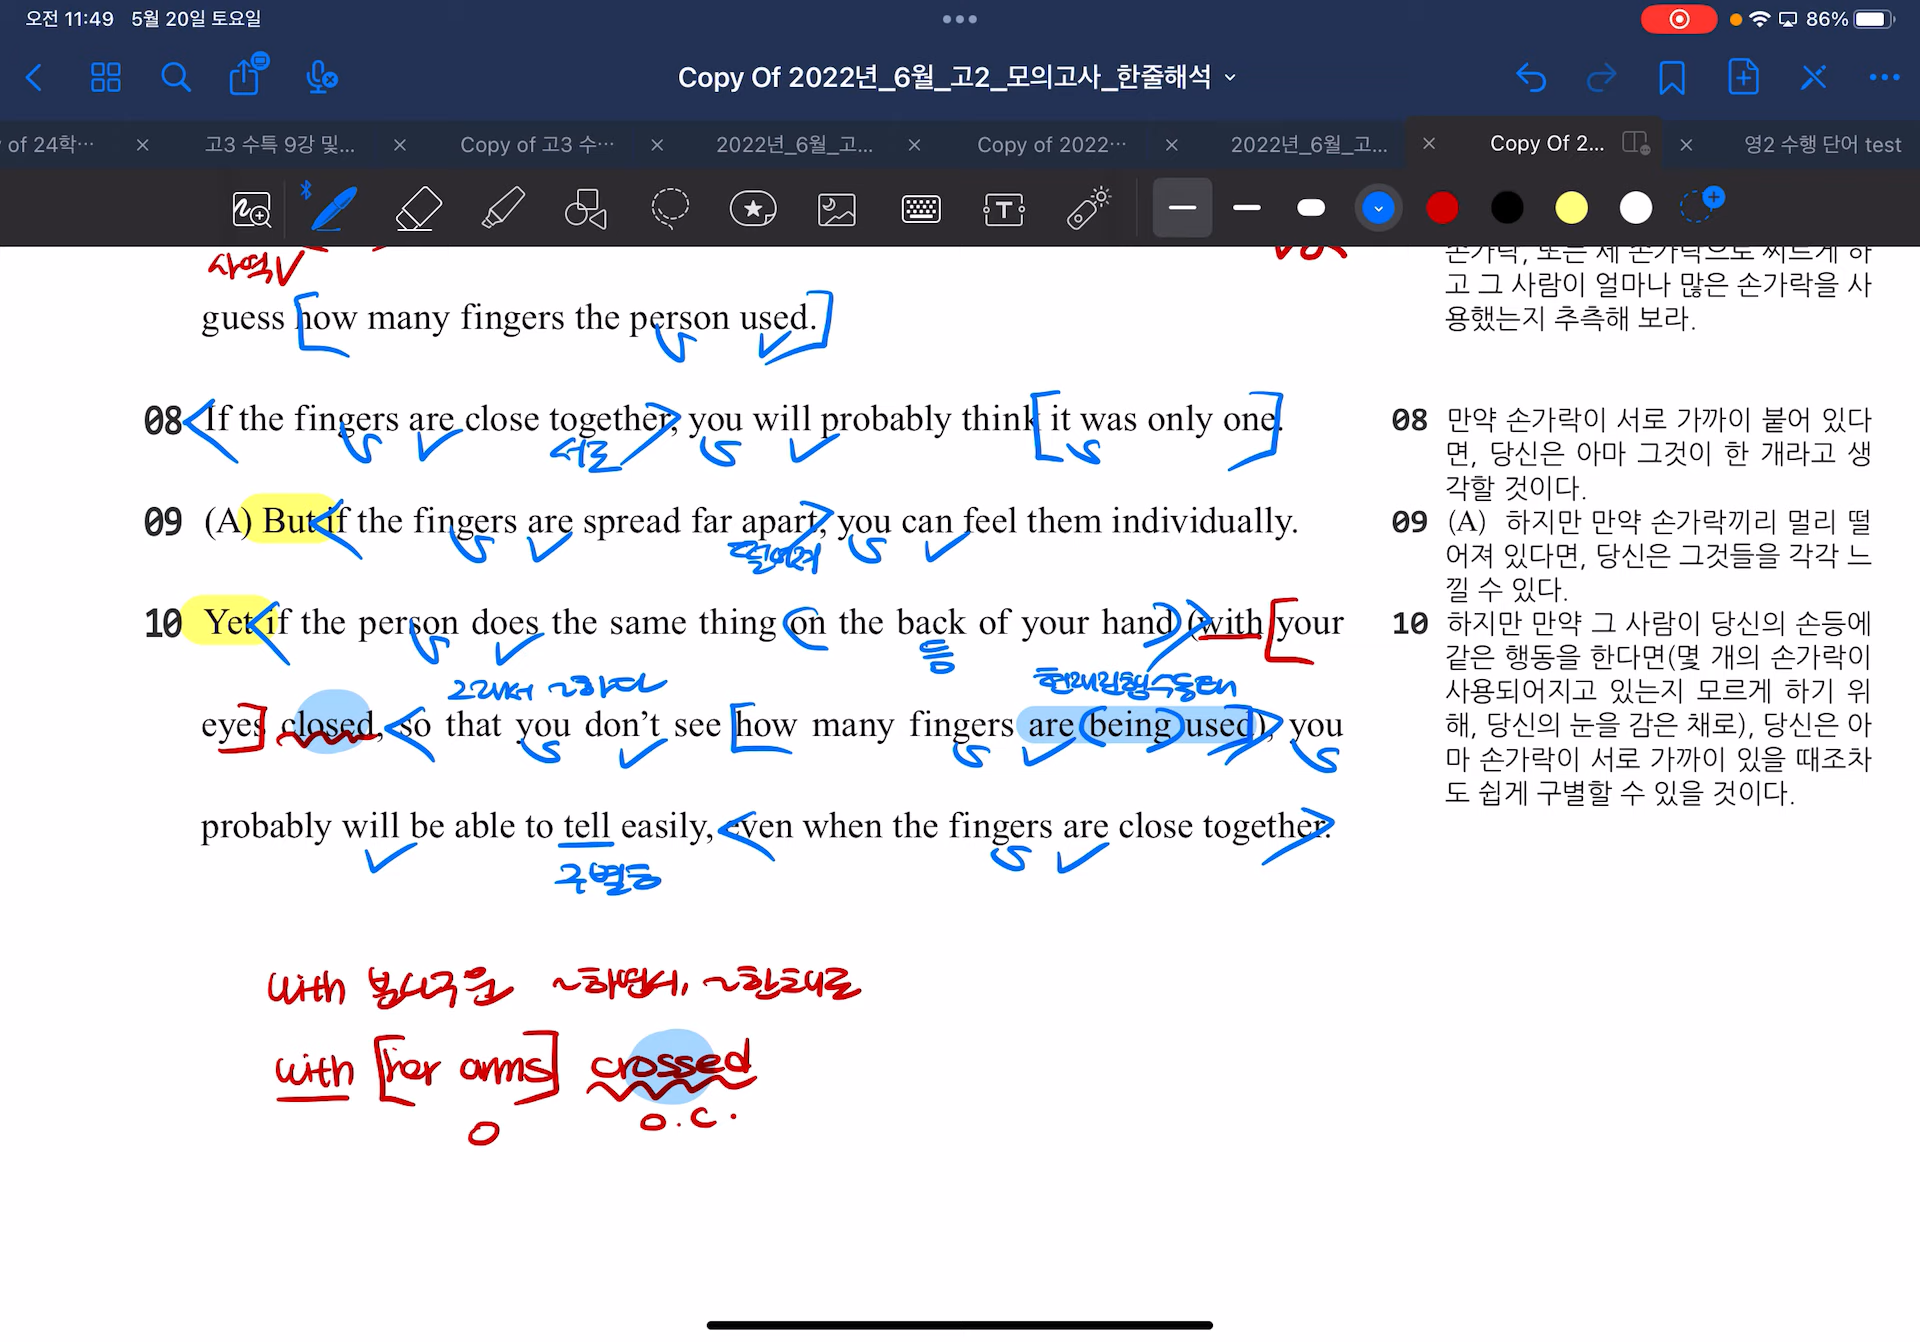 오전 11:49 5월 20일 토요일
86%
Copy Of 2022년_6월_고2_모의고사_한줄해석
of 24학… × 고3 수특 9강 및... × Copy of 고3 수… × 2022년_6월_고... × Copy of 2022… × 2022년_6월_고... × Copy Of 2... × 영2 수행 단어 test
사역
guess how many fingers the person used.
S
08 If the fingers are close together, you will probably think it was only one.
S 서로 S S
09 (A) But if the fingers are spread far apart, you can feel them individually.
S 떨어져 S
10 Yet if the person does the same thing on the back of your hand (with your
S 등
그래서 ~하다 현재진행수동태
eyes closed, so that you don't see how many fingers are being used), you
S S S
probably will be able to tell easily, even when the fingers are close together.
구별하 S
with 분사구문 ~하면서, ~한채로
with [her arms] crossed
O O.C.
손가락, 또는 세 손가락으로 찌르게 하
고 그 사람이 얼마나 많은 손가락을 사
용했는지 추측해 보라.
08 만약 손가락이 서로 가까이 붙어 있다
면, 당신은 아마 그것이 한 개라고 생
각할 것이다.
09 (A) 하지만 만약 손가락끼리 멀리 떨
어져 있다면, 당신은 그것들을 각각 느
낄 수 있다.
10 하지만 만약 그 사람이 당신의 손등에
같은 행동을 한다면(몇 개의 손가락이
사용되어지고 있는지 모르게 하기 위
해, 당신의 눈을 감은 채로), 당신은 아
마 손가락이 서로 가까이 있을 때조차
도 쉽게 구별할 수 있을 것이다.